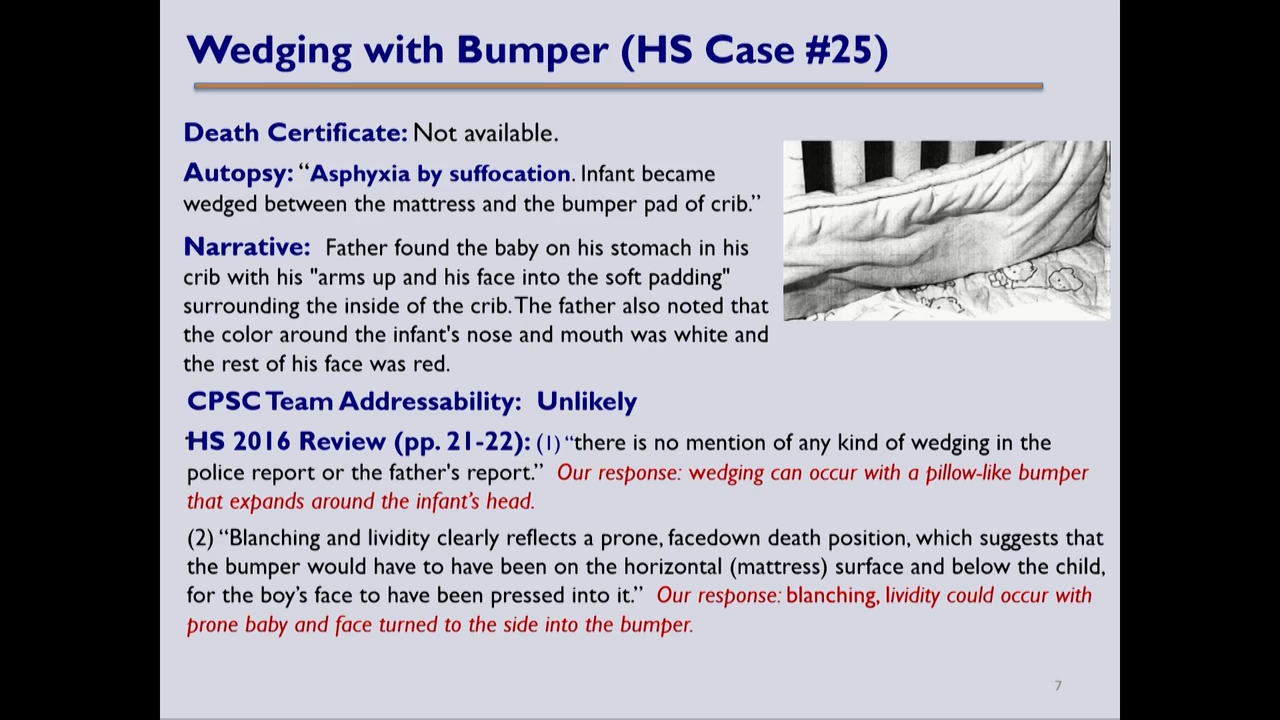 Wedging with Bumper (HS Case #25)
Death Certificate: Not available.
Autopsy: “Asphyxia by suffocation. Infant became
wedged between the mattress and the bumper pad of crib.”
Narrative: Father found the baby on his stomach in his
crib with his "arms up and his face into the soft padding"
surrounding the inside of the crib. The father also noted that
the color around the infant's nose and mouth was white and
the rest of his face was red.
CPSC Team Addressability: Unlikely
HS 2016 Review (pp. 21-22): (1) “there is no mention of any kind of wedging in the
police report or the father's report.” Our response: wedging can occur with a pillow-like bumper
that expands around the infant’s head.
(2) “Blanching and lividity clearly reflects a prone, facedown death position, which suggests that
the bumper would have to have been on the horizontal (mattress) surface and below the child,
for the boy’s face to have been pressed into it.” Our response: blanching, lividity could occur with
prone baby and face turned to the side into the bumper.
7